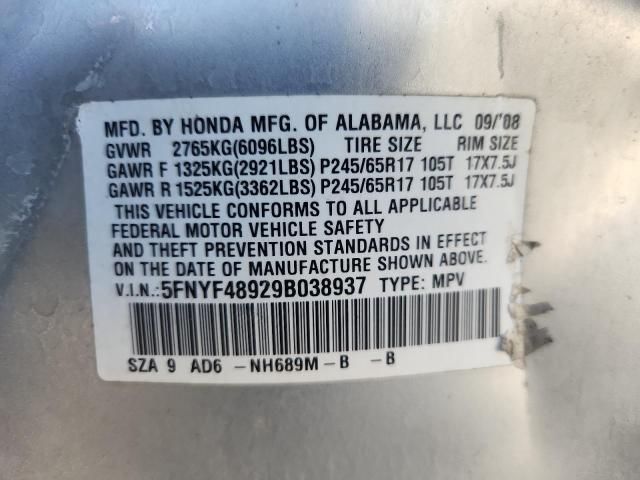 MFD. BY HONDA MFG. OF ALABAMA, LLC 09/'08
GVWR 2765KG(6096LBS) TIRE SIZE RIM SIZE
GAWR F 1325KG(2921LBS) P245/65R17 105T 17X7.5J
GAWR R 1525KG(3362LBS) P245/65R17 105T 17X7.5J
THIS VEHICLE CONFORMS TO ALL APPLICABLE
FEDERAL MOTOR VEHICLE SAFETY
AND THEFT PREVENTION STANDARDS IN EFFECT
ON THE DATE OF MANUFACTURE SHOWN ABOVE.
V.I.N.:5FNYF48929B038937 TYPE: MPV
SZA 9 AD6 -NH689M-B -B